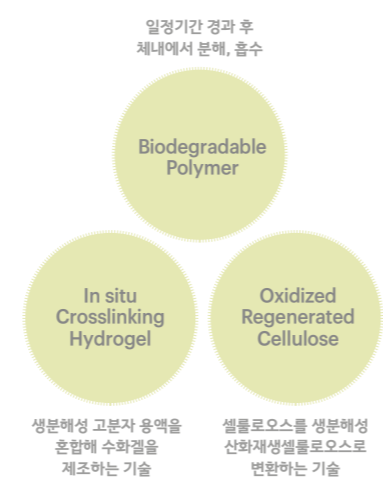 일정기간 경과 후
체내에서 분해, 흡수
Biodegradable
Polymer
In situ
Crosslinking
Hydrogel
Oxidized
Regenerated
Cellulose
생분해성 고분자 용액을
혼합해 수화겔을
제조하는 기술
셀룰로오스를 생분해성
산화재생셀룰로오스로
변환하는 기술